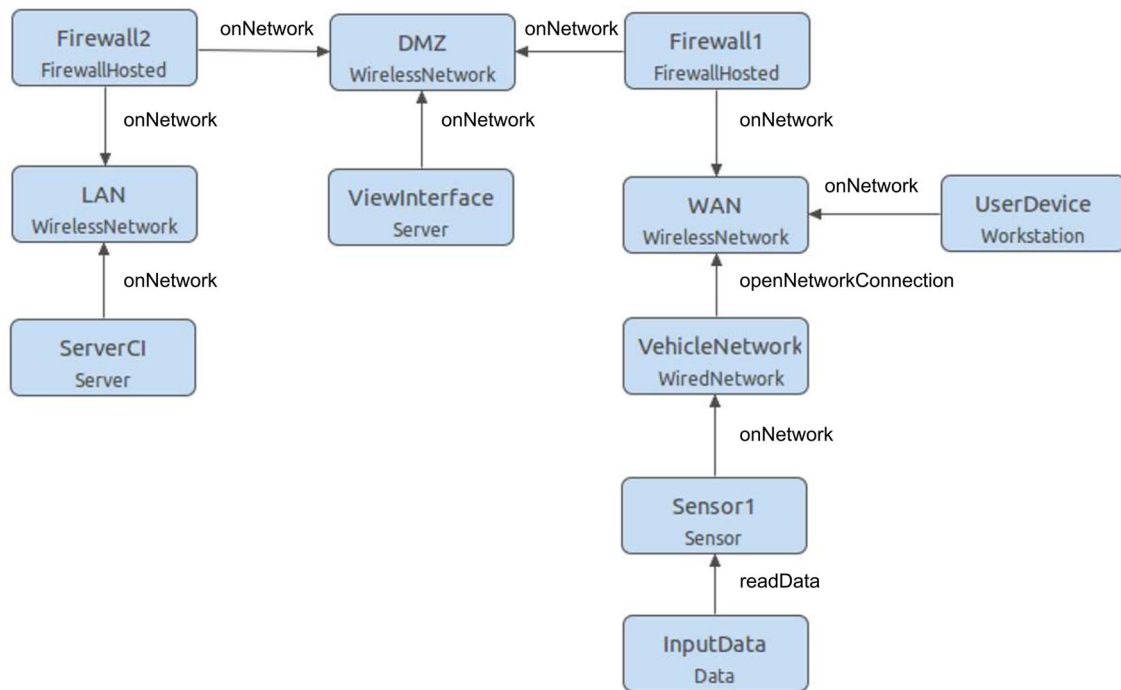 onNetwork
onNetwork
Firewall2
FirewallHosted
DMZ
WirelessNetwork
Firewall1
FirewallHosted
onNetwork
onNetwork
onNetwork
LAN
WirelessNetwork
ViewInterface
Server
WAN
WirelessNetwork
onNetwork
UserDevice
Workstation
onNetwork
openNetworkConnection
ServerCI
Server
VehicleNetwork
WiredNetwork
onNetwork
Sensor1
Sensor
readData
InputData
Data